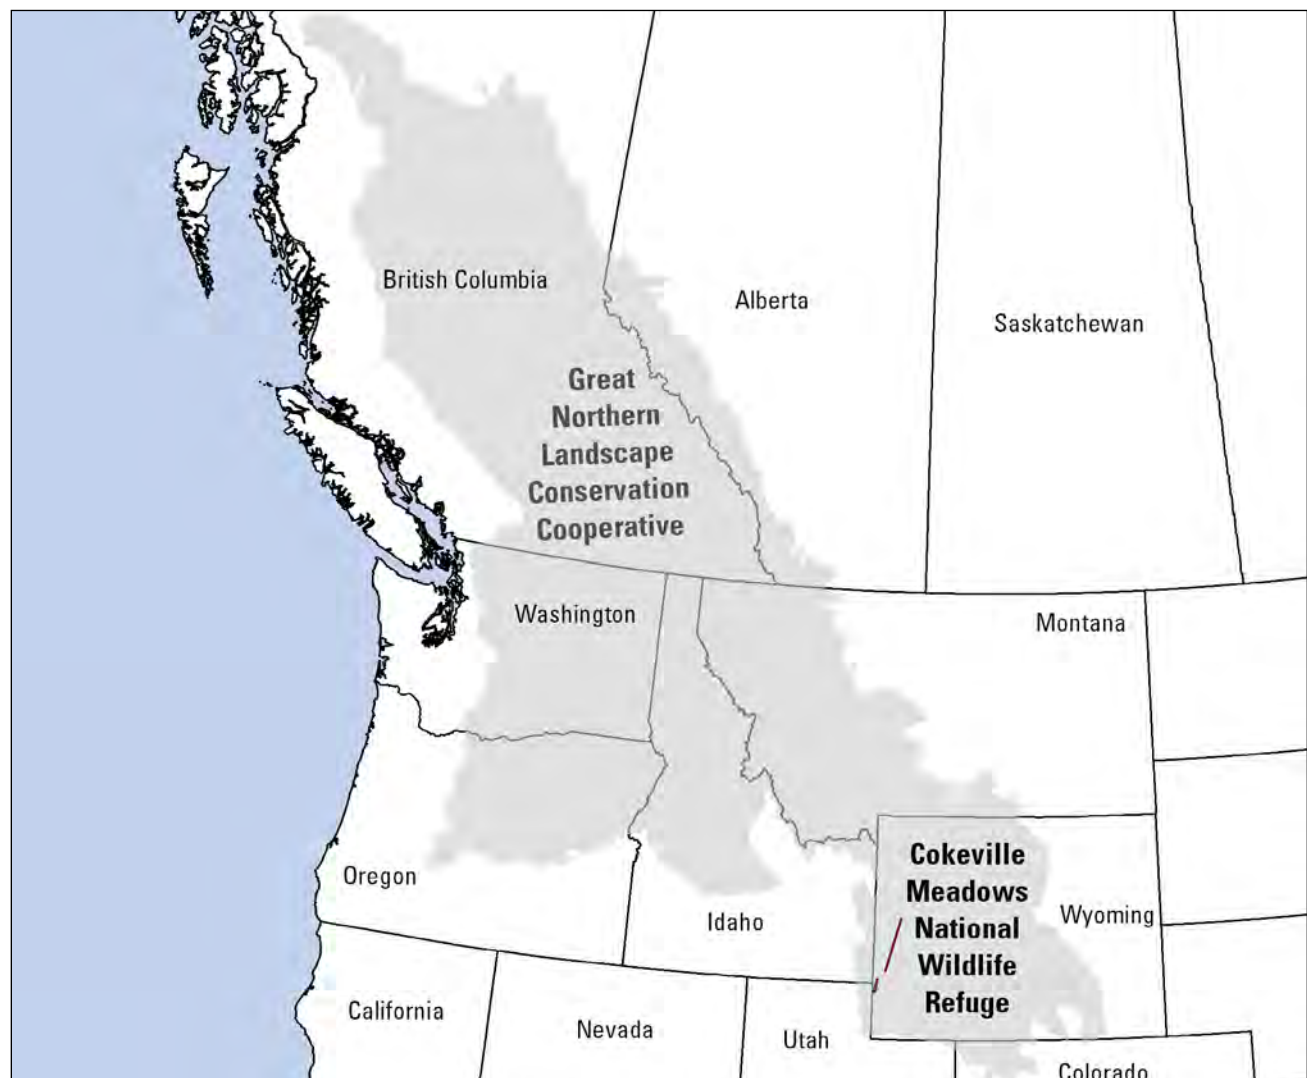 British Columbia
Alberta
Saskatchewan
Great
Northern
Landscape
Conservation
Cooperative
Washington
Montana
Oregon
Idaho
Cokeville
Meadows
National
Wildlife
Refuge
Wyoming
California
Nevada
Utah
Colorado